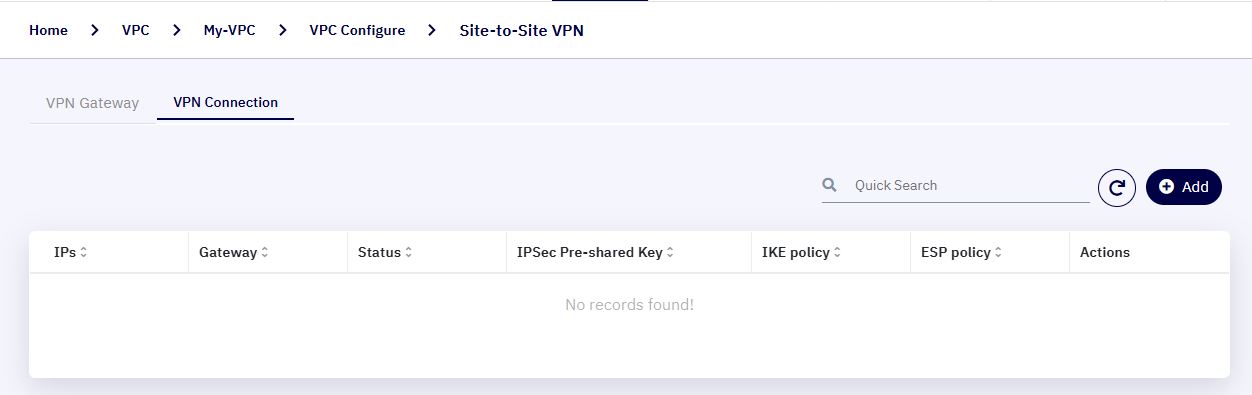 Home VPC My-VPC VPC Configure Site-to-Site VPN
VPN Gateway VPN Connection
Quick Search Add
IPs Gateway Status IPSec Pre-shared Key IKE policy ESP policy Actions
No records found!